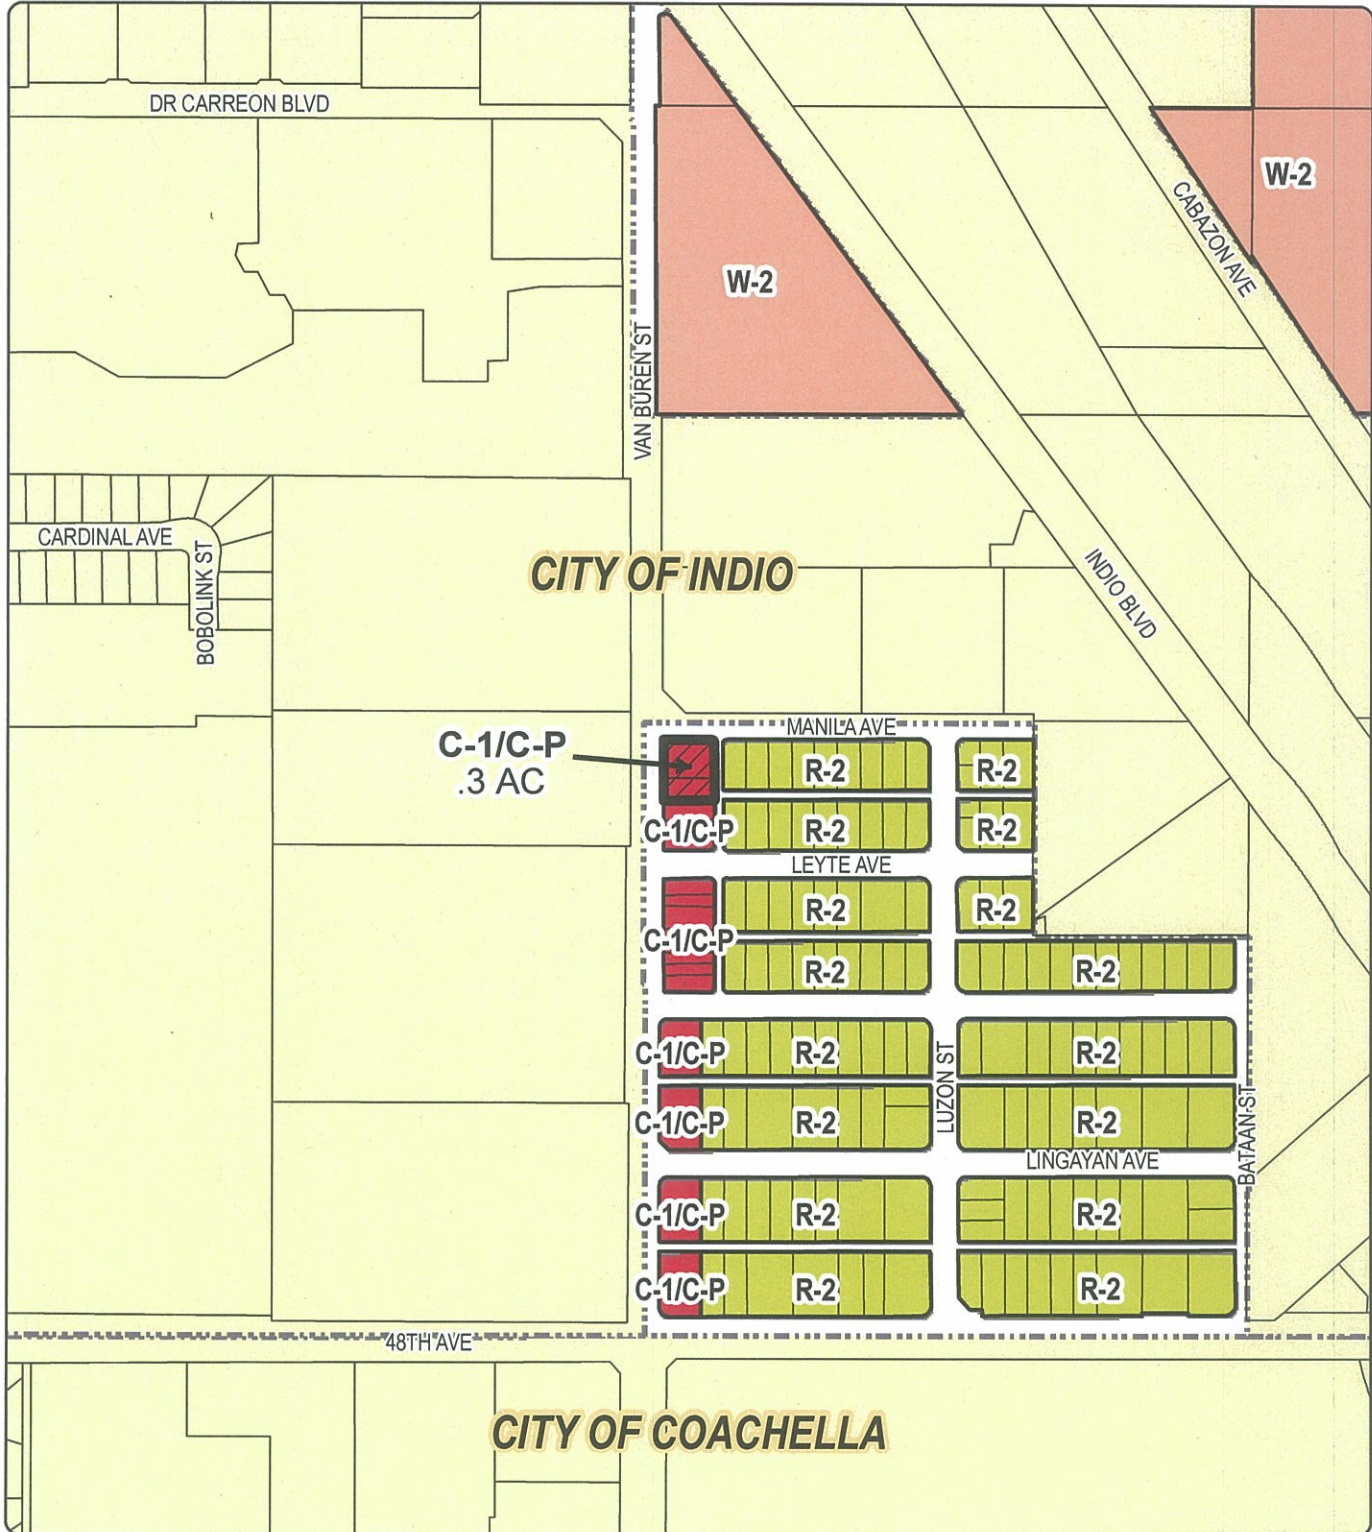 DR CARREON BLVD
W-2
CABAZON AVE
W-2
VAN BUREN ST
CARDINAL AVE
BOBOLINK ST
CITY OF INDIO
INDIO BLVD
MANILA AVE
C-1/C-P
.3 AC
R-2
R-2
C-1/C-P
R-2
R-2
LEYTE AVE
R-2
R-2
C-1/C-P
R-2
R-2
C-1/C-P
R-2
R-2
LUZON ST
C-1/C-P
R-2
R-2
BATAAN ST
LINGAYAN AVE
C-1/C-P
R-2
R-2
C-1/C-P
R-2
R-2
48TH AVE
CITY OF COACHELLA